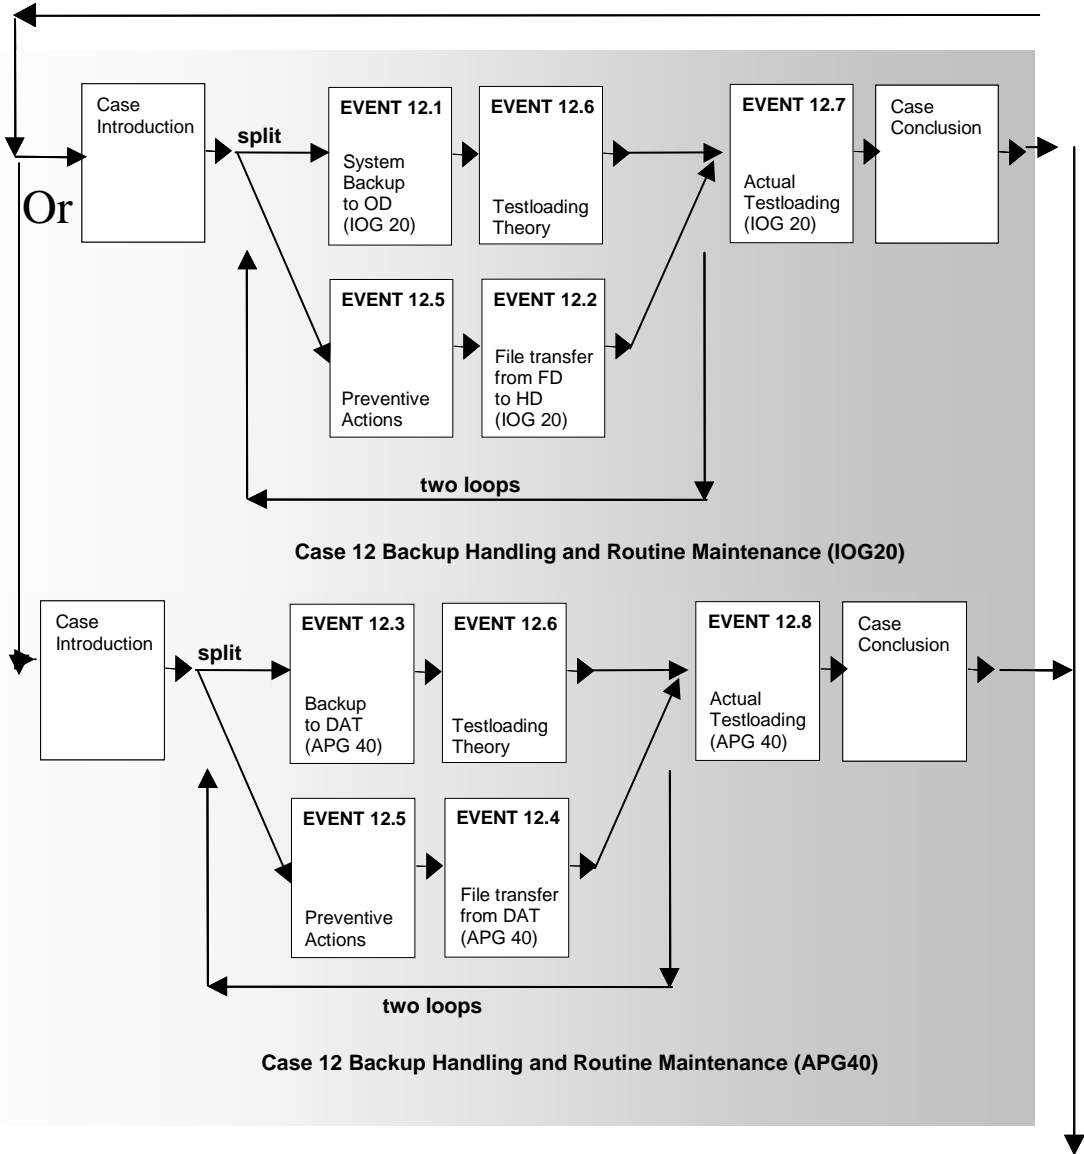 Or
Case
Introduction
split
EVENT 12.1
System
Backup
to OD
(IOG 20)
EVENT 12.6
Testloading
Theory
EVENT 12.7
Actual
Testloading
(IOG 20)
Case
Conclusion
EVENT 12.5
Preventive
Actions
EVENT 12.2
File transfer
from FD
to HD
(IOG 20)
two loops
Case 12 Backup Handling and Routine Maintenance (IOG20)
Case
Introduction
split
EVENT 12.3
Backup
to DAT
(APG 40)
EVENT 12.6
Testloading
Theory
EVENT 12.8
Actual
Testloading
(APG 40)
Case
Conclusion
EVENT 12.5
Preventive
Actions
EVENT 12.4
File transfer
from DAT
(APG 40)
two loops
Case 12 Backup Handling and Routine Maintenance (APG40)